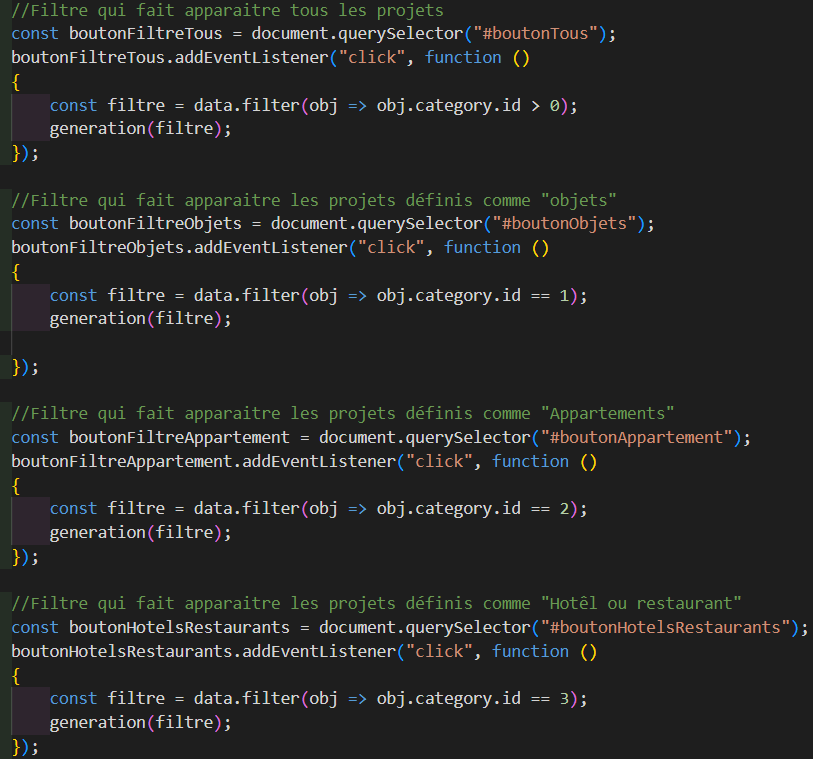 //Filtre qui fait apparaitre tous les projets
const boutonFiltreTous = document.querySelector("#boutonTous");
boutonFiltreTous.addEventListener("click", function ()
{
    const filtre = data.filter(obj => obj.category.id > 0);
    generation(filtre);
});

//Filtre qui fait apparaitre les projets définis comme "objets"
const boutonFiltreObjets = document.querySelector("#boutonObjets");
boutonFiltreObjets.addEventListener("click", function ()
{
    const filtre = data.filter(obj => obj.category.id == 1);
    generation(filtre);

});

//Filtre qui fait apparaitre les projets définis comme "Appartements"
const boutonFiltreAppartement = document.querySelector("#boutonAppartement");
boutonFiltreAppartement.addEventListener("click", function ()
{
    const filtre = data.filter(obj => obj.category.id == 2);
    generation(filtre);
});

//Filtre qui fait apparaitre les projets définis comme "Hotêl ou restaurant"
const boutonHotelsRestaurants = document.querySelector("#boutonHotelsRestaurants");
boutonHotelsRestaurants.addEventListener("click", function ()
{
    const filtre = data.filter(obj => obj.category.id == 3);
    generation(filtre);
});